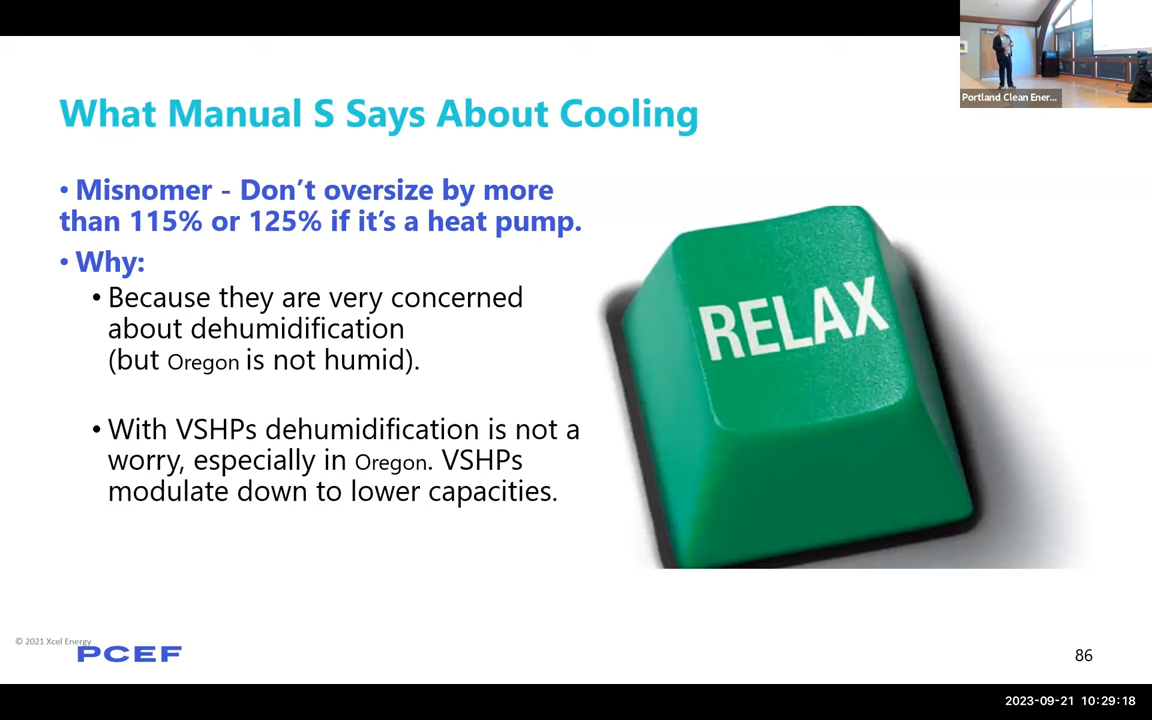 Portland Clean Ener...
What Manual S Says About Cooling
• Misnomer - Don’t oversize by more
than 115% or 125% if it’s a heat pump.
• Why:
• Because they are very concerned
about dehumidification
(but Oregon is not humid).
• With VSHPs dehumidification is not a
worry, especially in Oregon. VSHPs
modulate down to lower capacities.
RELAX
© 2021 Xcel Energy
PCEF
86
2023-09-21 10:29:18